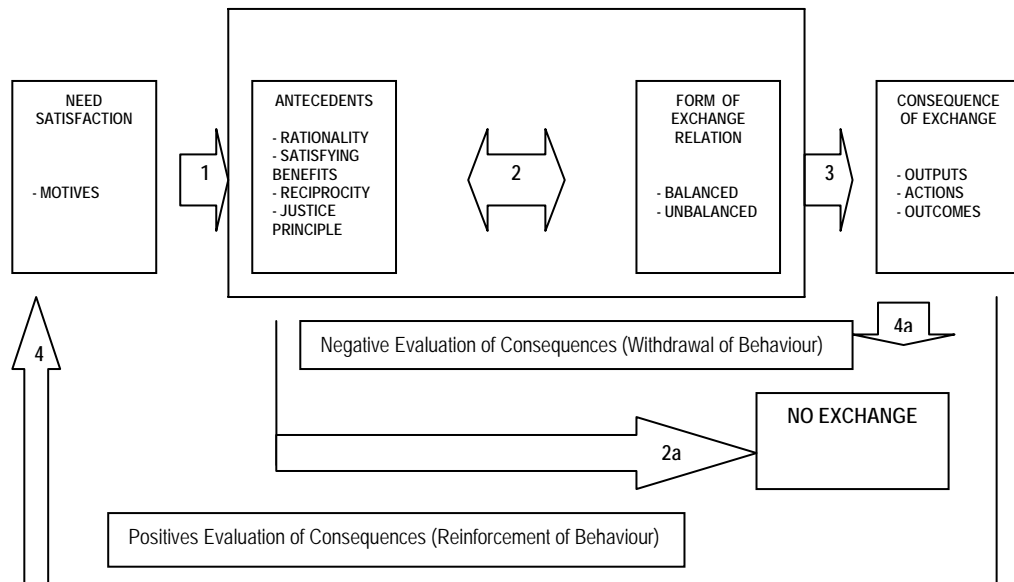 NEED
SATISFACTION
- MOTIVES
1
ANTECEDENTS
- RATIONALITY
- SATISFYING
BENEFITS
- RECIPROCITY
- JUSTICE
PRINCIPLE
2
FORM OF
EXCHANGE
RELATION
- BALANCED
- UNBALANCED
3
CONSEQUENCE
OF EXCHANGE
- OUTPUTS
- ACTIONS
- OUTCOMES
4
Negative Evaluation of Consequences (Withdrawal of Behaviour)
4a
2a
NO EXCHANGE
Positives Evaluation of Consequences (Reinforcement of Behaviour)